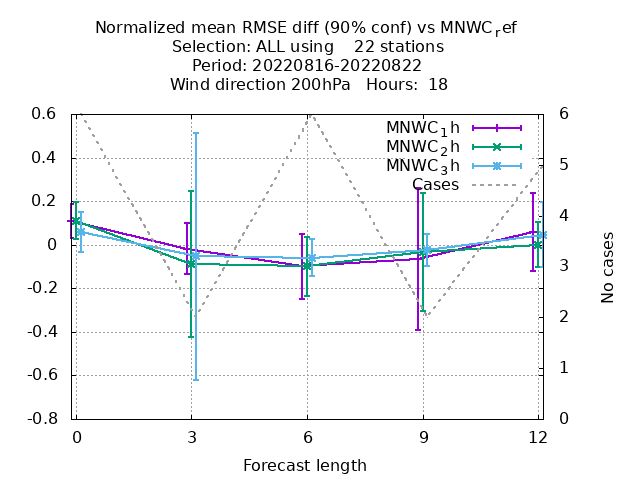 Normalized mean RMSE diff (90% conf) vs MNWC_ref
Selection: ALL using    22 stations
Period: 20220816-20220822
Wind direction 200hPa   Hours:  18
MNWC_1h
MNWC_2h
MNWC_3h
Cases
0.6
0.4
0.2
0
-0.2
-0.4
-0.6
-0.8
6
5
4
3
2
1
0
No cases
0 3 6 9 12
Forecast length